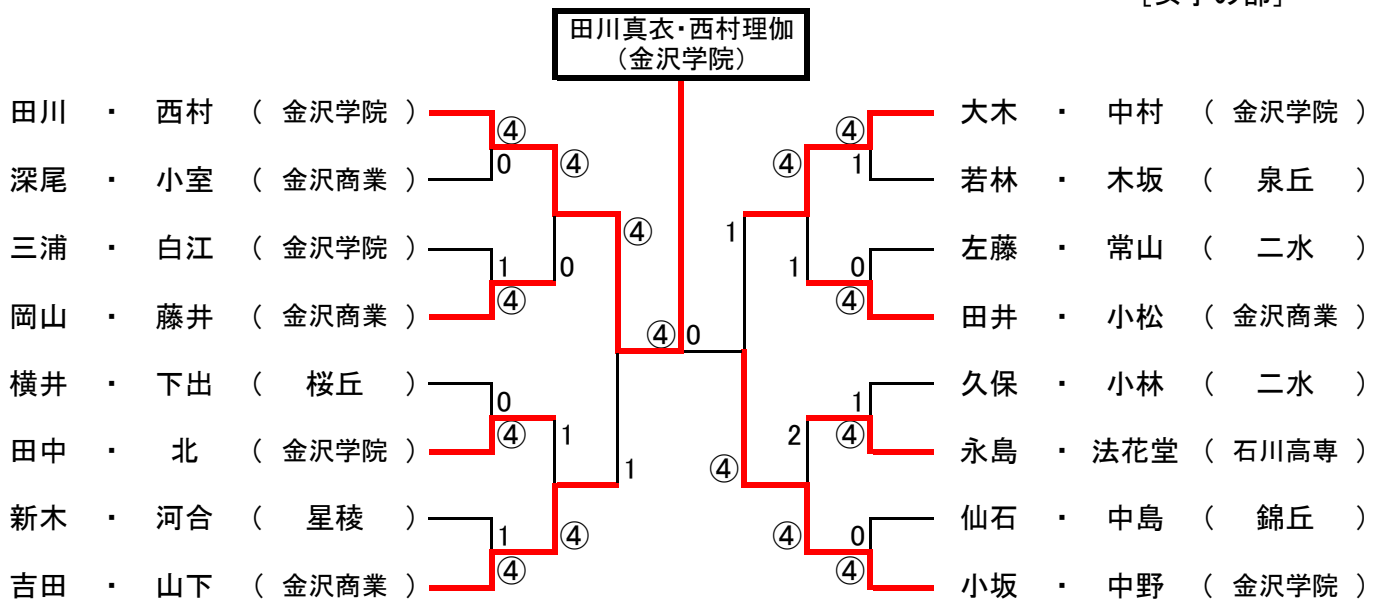 [女子の部]
田川真衣・西村理伽
（金沢学院）
田川 ・ 西村 （ 金沢学院 ）
深尾 ・ 小室 （ 金沢商業 ）
三浦 ・ 白江 （ 金沢学院 ）
岡山 ・ 藤井 （ 金沢商業 ）
横井 ・ 下出 （ 桜丘 ）
田中 ・ 北 （ 金沢学院 ）
新木 ・ 河合 （ 星稜 ）
吉田 ・ 山下 （ 金沢商業 ）
④
0
1
④
0
④
1
④
④
0
1
④
④
1
④ 0
1
④
④
1
2
④
④
1
0
④
1
④
0
④
大木 ・ 中村 （ 金沢学院 ）
若林 ・ 木坂 （ 泉丘 ）
左藤 ・ 常山 （ 二水 ）
田井 ・ 小松 （ 金沢商業 ）
久保 ・ 小林 （ 二水 ）
永島 ・ 法花堂 （ 石川高専 ）
仙石 ・ 中島 （ 錦丘 ）
小坂 ・ 中野 （ 金沢学院 ）